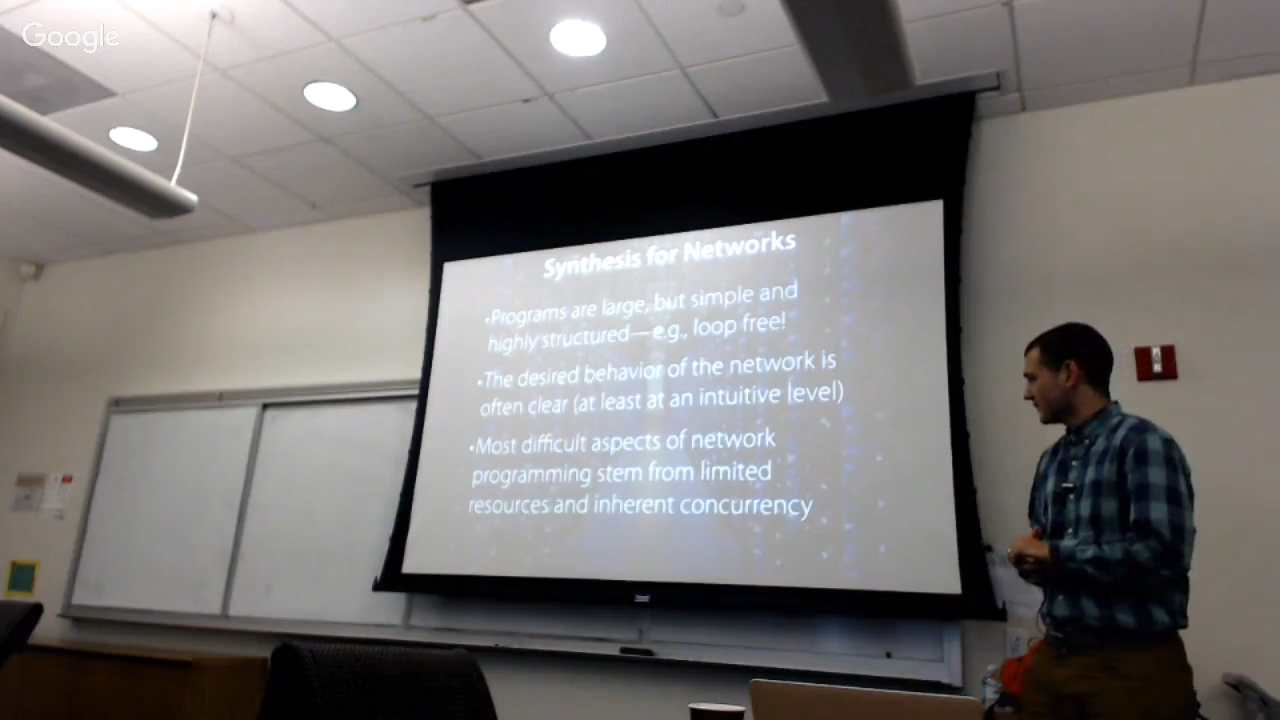 Google
Synthesis for Networks
•Programs are large, but simple and
highly structured—e.g., loop free!
•The desired behavior of the network is
often clear (at least at an intuitive level)
•Most difficult aspects of network
programming stem from limited
resources and inherent concurrency